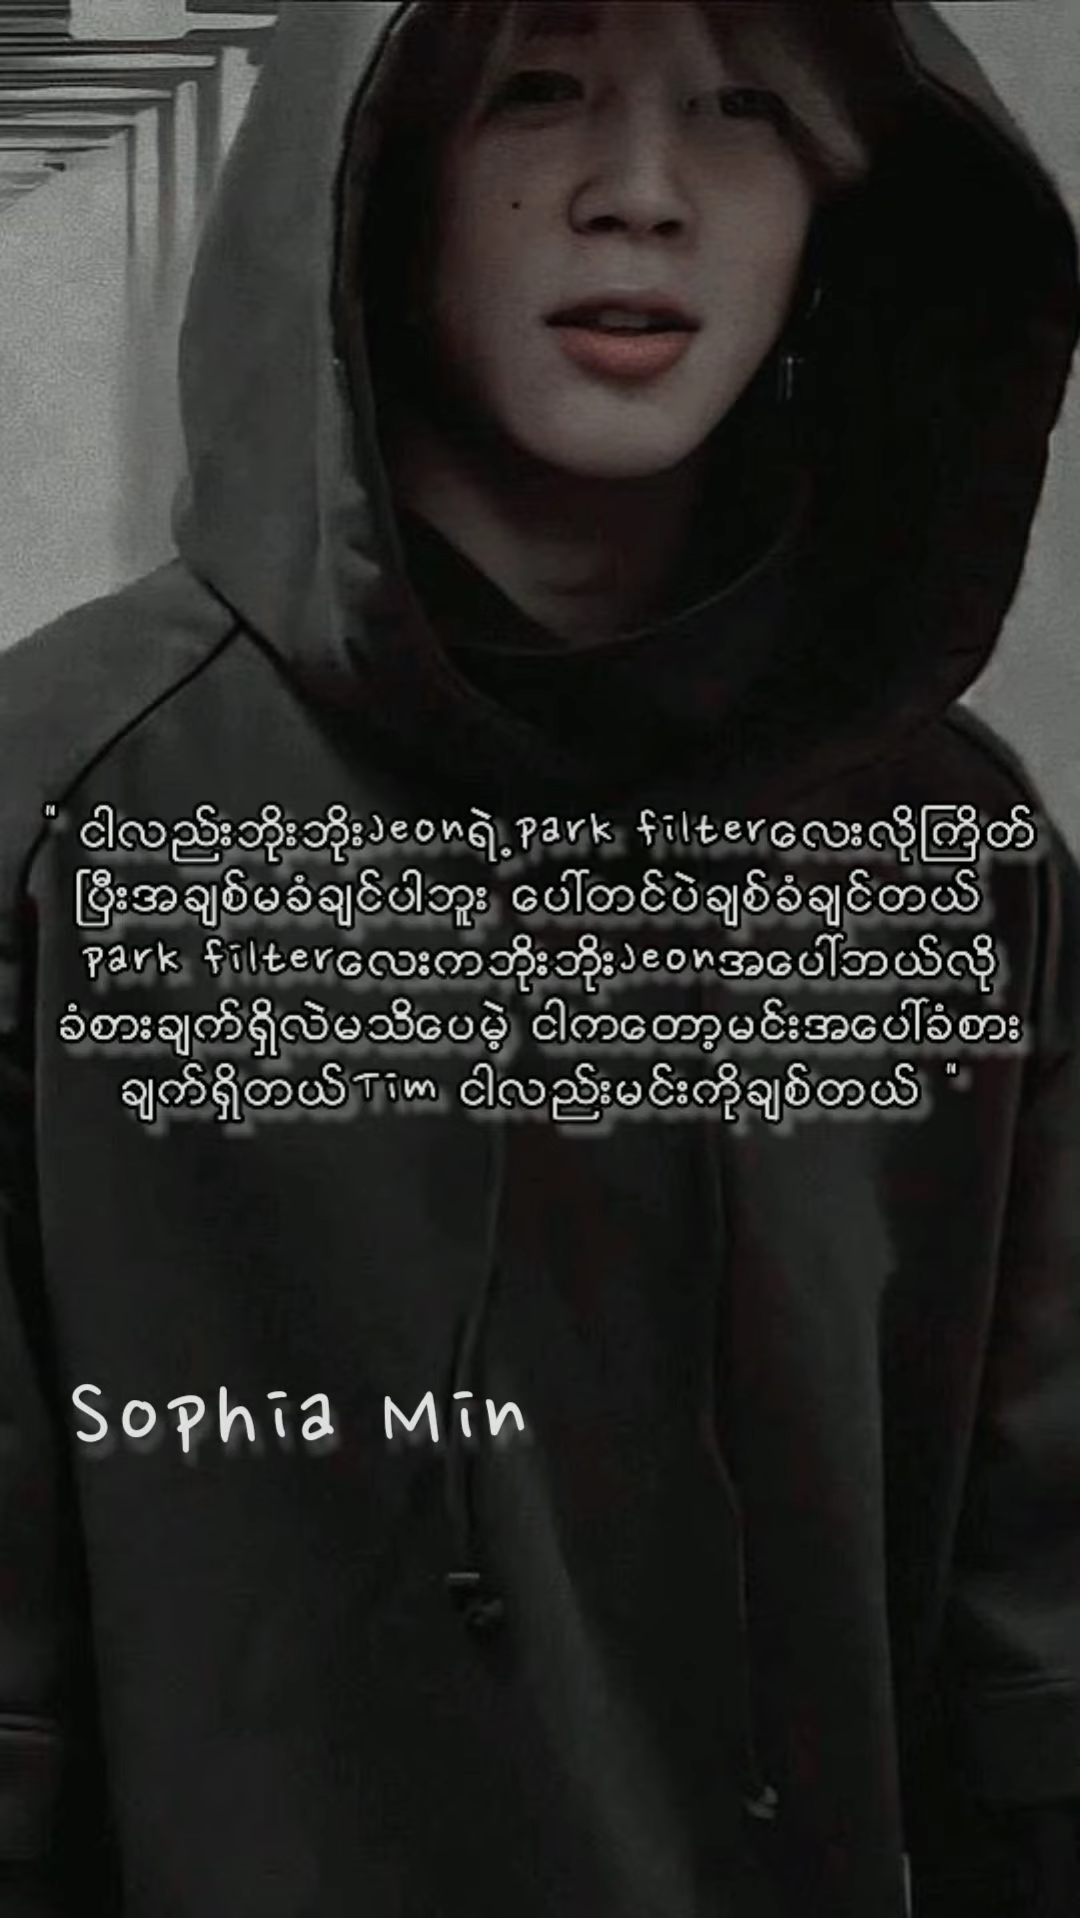 " ငါလည်းဘိုးဘိုးJeonရဲ့park filterလေးလိုကြိတ်
ပြီးအချစ်မခံချင်ပါဘူး ပေါ်တင်ပဲချစ်ခံချင်တယ်
park filterလေးကဘိုးဘိုးJeonအပေါ်ဘယ်လို
ခံစားချက်ရှိလဲမသိပေမဲ့ ငါကတော့မင်းအပေါ်ခံစား
ချက်ရှိတယ်Tim ငါလည်းမင်းကိုချစ်တယ် "
Sophia Min